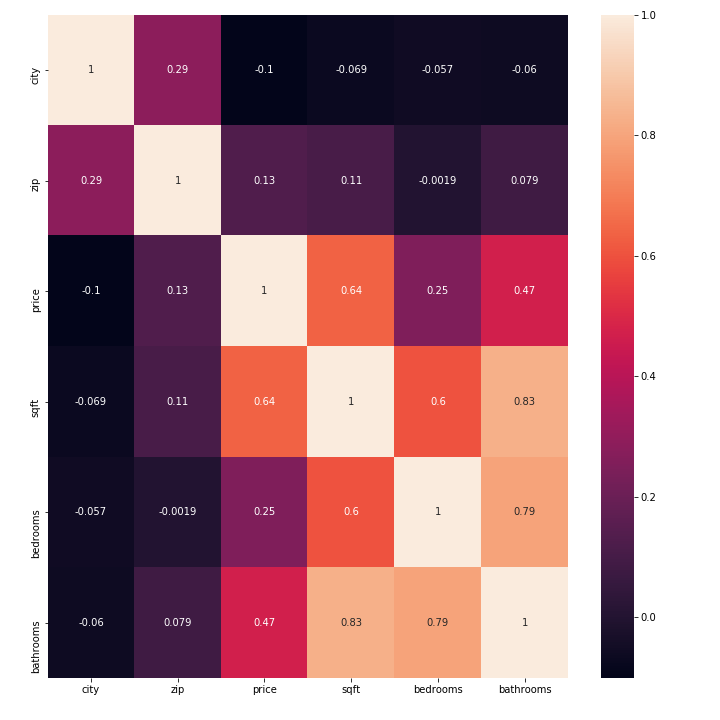 city 1 0.29 -0.1 -0.069 -0.057 -0.06
zip 0.29 1 0.13 0.11 -0.0019 0.079
price -0.1 0.13 1 0.64 0.25 0.47
sqft -0.069 0.11 0.64 1 0.6 0.83
bedrooms -0.057 -0.0019 0.25 0.6 1 0.79
bathrooms -0.06 0.079 0.47 0.83 0.79 1
city zip price sqft bedrooms bathrooms
1.0
0.8
0.6
0.4
0.2
0.0